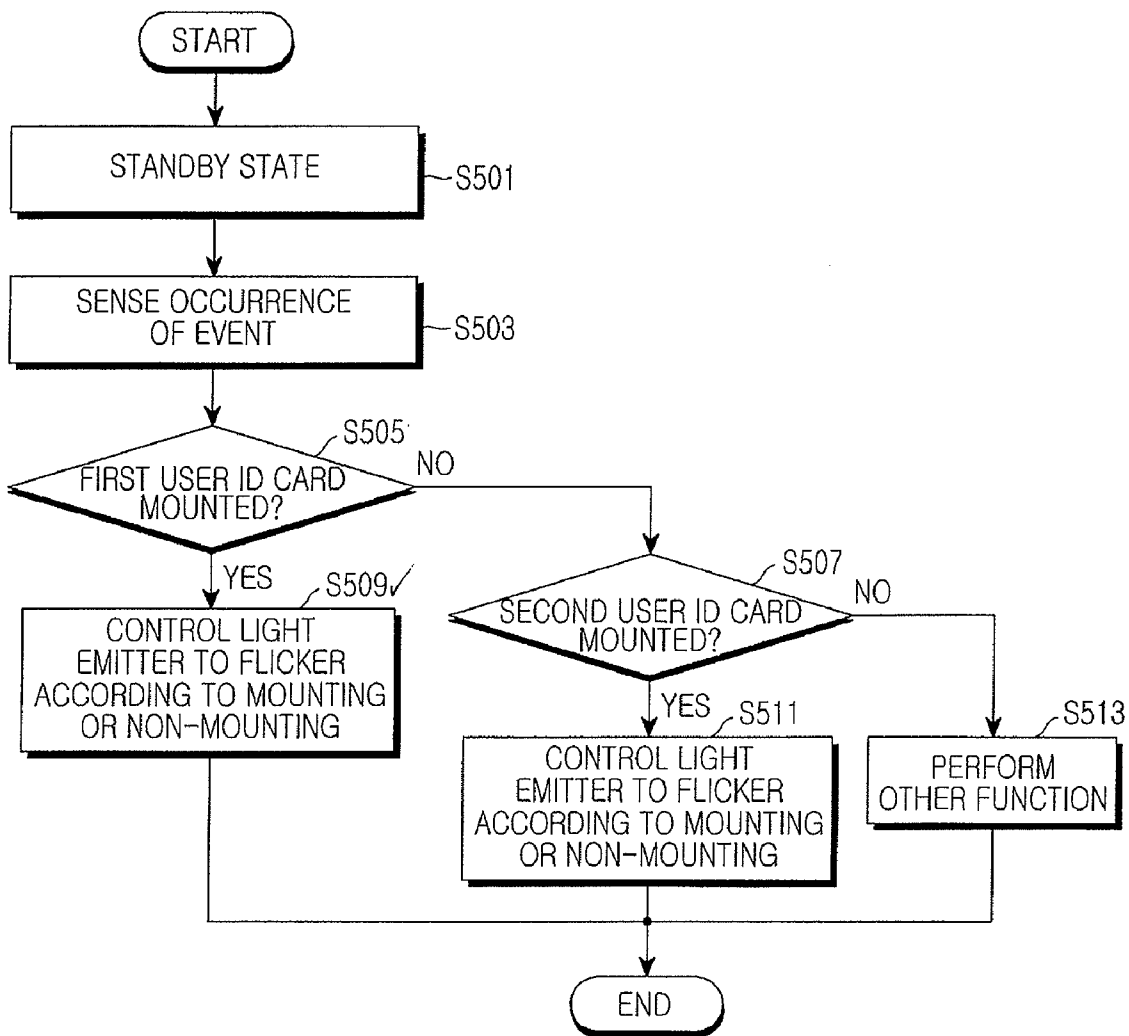 START
STANDBY STATE
S501
SENSE OCCURRENCE
OF EVENT
S503
S505
FIRST USER ID CARD
MOUNTED?
NO
YES
S507
SECOND USER ID CARD
MOUNTED?
NO
YES
S509
CONTROL LIGHT
EMITTER TO FLICKER
ACCORDING TO MOUNTING
OR NON-MOUNTING
S511
CONTROL LIGHT
EMITTER TO FLICKER
ACCORDING TO MOUNTING
OR NON-MOUNTING
S513
PERFORM
OTHER FUNCTION
END